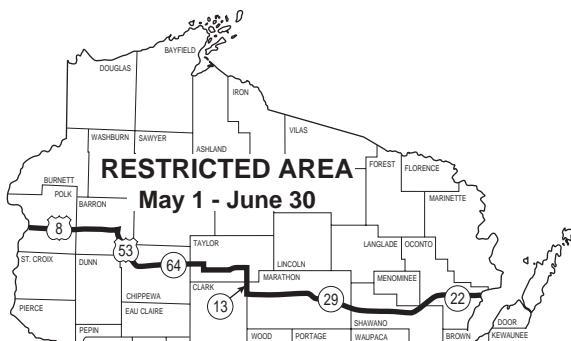 BAYFIELD
DOUGLAS
IRON
VILAS
WASHBURN
SAWYER
ASHLAND
FOREST
FLORENCE
RESTRICTED AREA
May 1 - June 30
BURNETT
POLK
BARRON
MARINETTE
8
53
64
TAYLOR
LINCOLN
LANGLADE
OCONTO
ST. CROIX
DUNN
CHIPPEWA
CLARK
MARATHON
MENOMINEE
13
29
22
PIERCE
EAU CLAIRE
PEPIN
WOOD
PORTAGE
SHAWANO
WAUPACA
BROWN
DOOR
KEWAUNEE